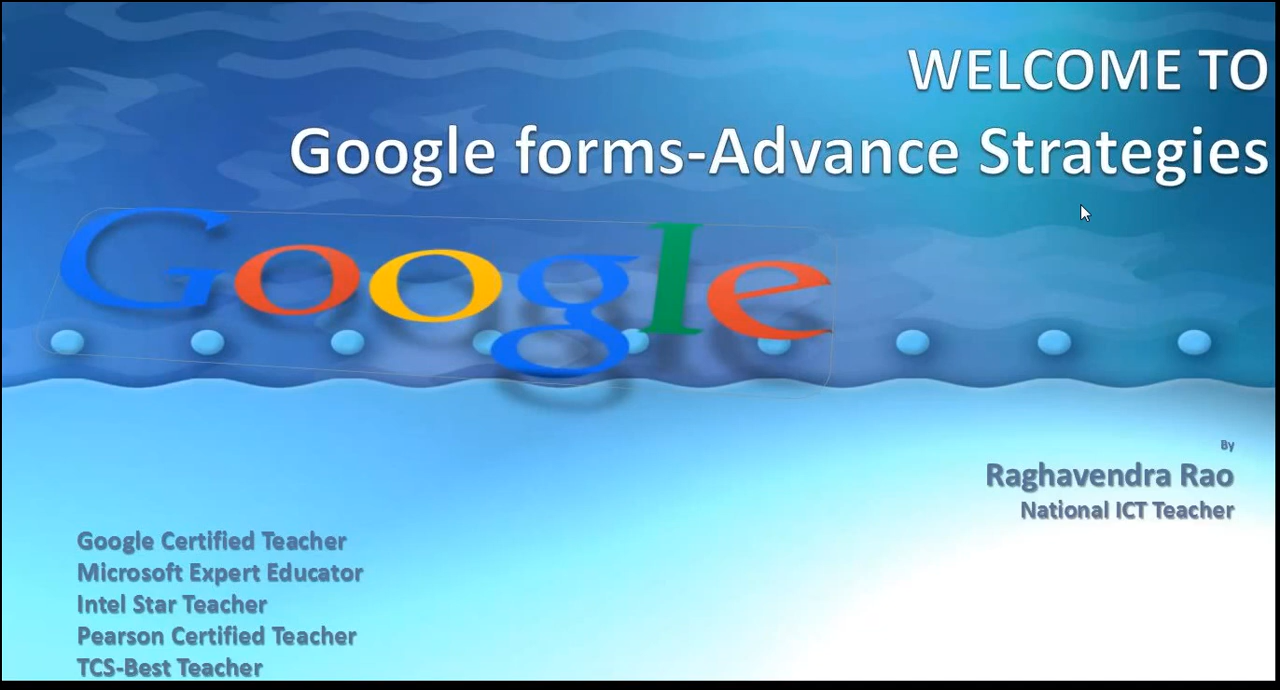 WELCOME TO
Google forms-Advance Strategies
Google
By
Raghavendra Rao
National ICT Teacher
Google Certified Teacher
Microsoft Expert Educator
Intel Star Teacher
Pearson Certified Teacher
TCS-Best Teacher